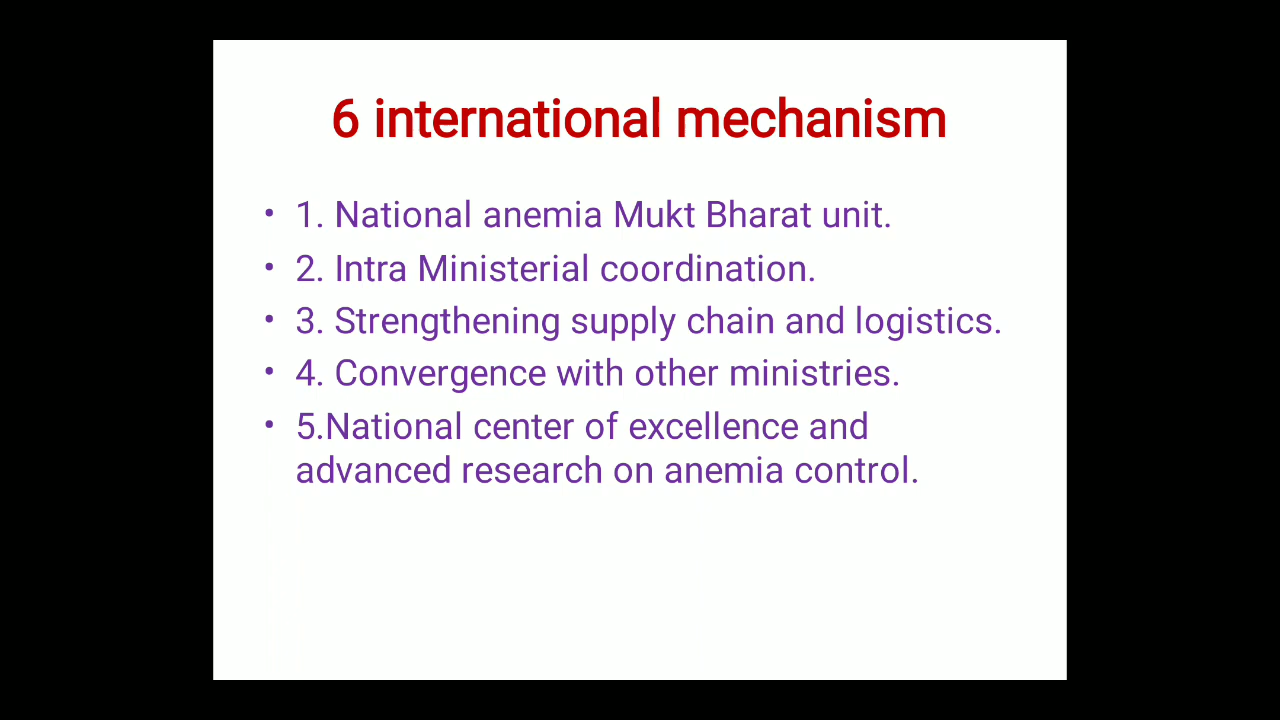 6 international mechanism
• 1. National anemia Mukt Bharat unit.
• 2. Intra Ministerial coordination.
• 3. Strengthening supply chain and logistics.
• 4. Convergence with other ministries.
• 5.National center of excellence and
advanced research on anemia control.